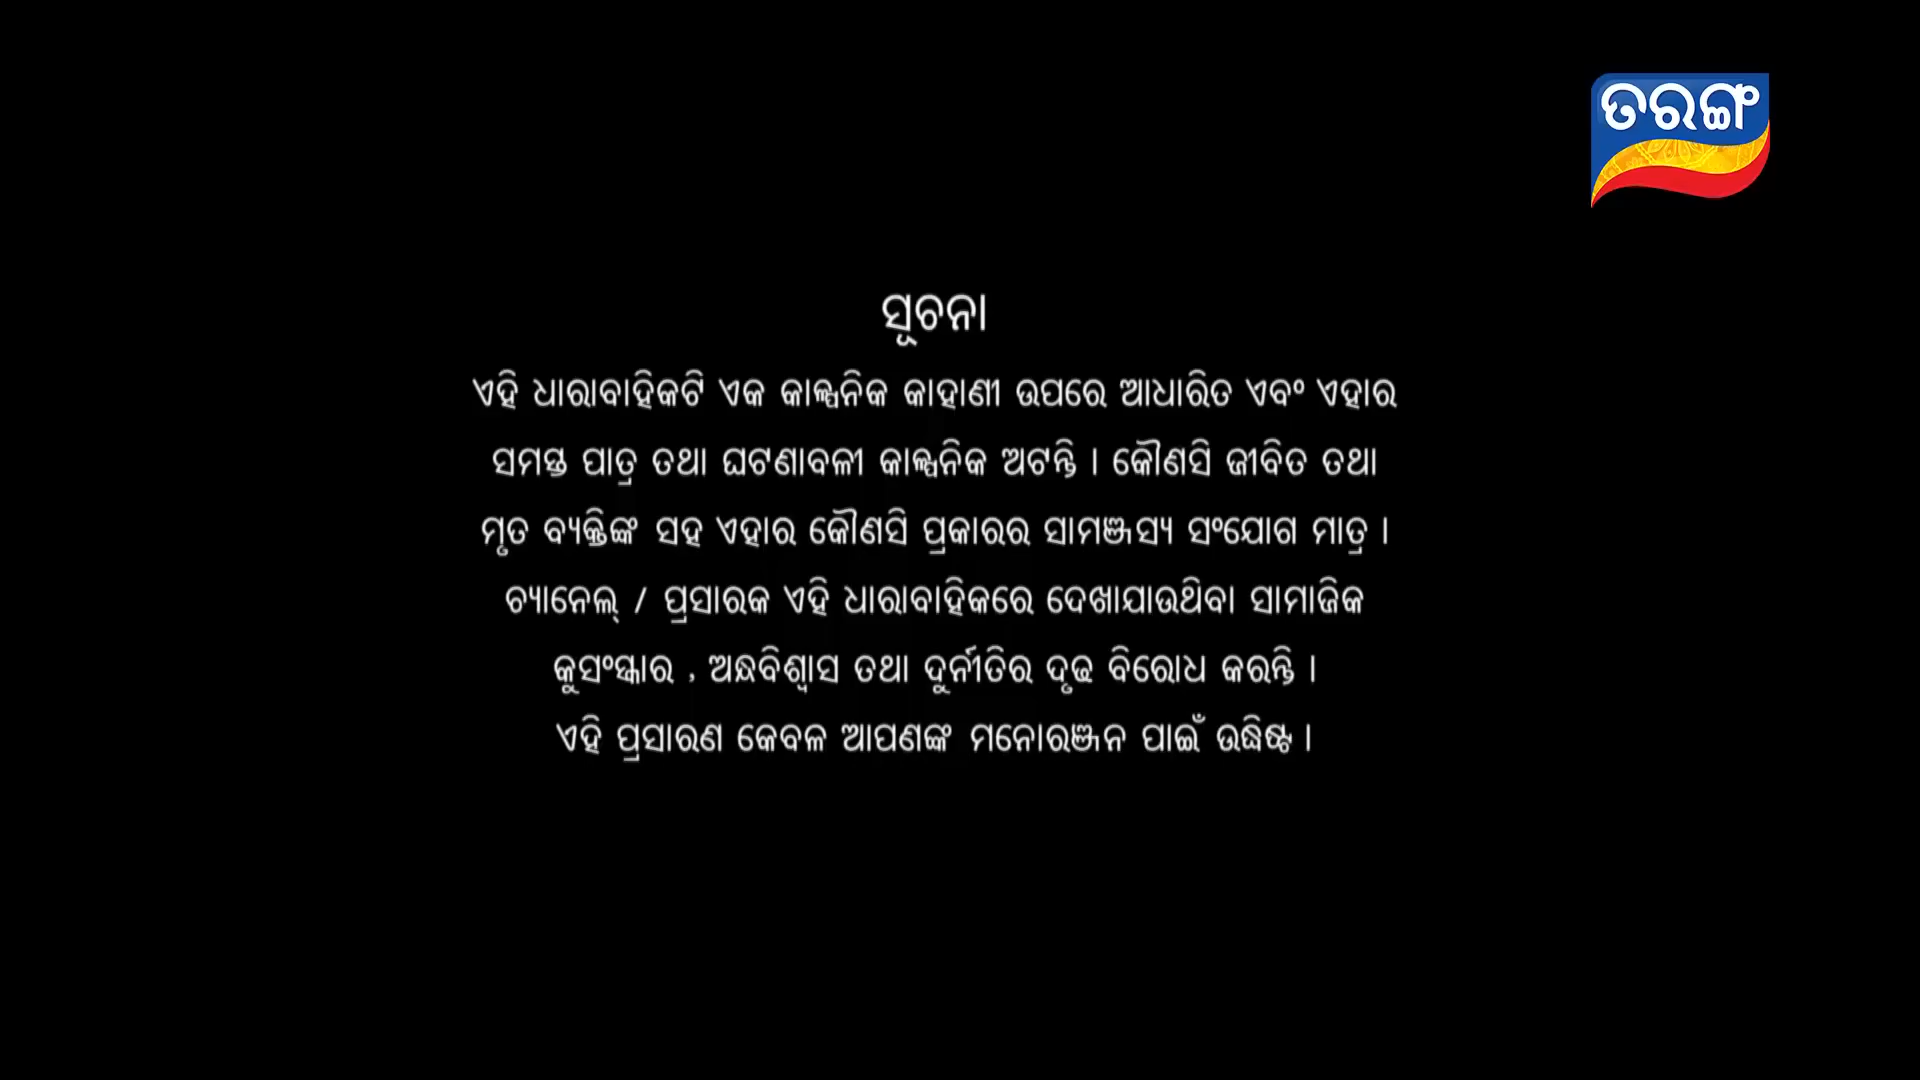 ତରଙ୍ଗ
ସୂଚନା
ଏହି ଧାରାବାହିକଟି ଏକ କାଳ୍ପନିକ କାହାଣୀ ଉପରେ ଆଧାରିତ ଏବଂ ଏହାର
ସମସ୍ତ ପାତ୍ର ତଥା ଘଟଣାବଳୀ କାଳ୍ପନିକ ଅଟନ୍ତି । କୌଣସି ଜୀବିତ ତଥା
ମୃତ ବ୍ୟକ୍ତିଙ୍କ ସହ ଏହାର କୌଣସି ପ୍ରକାରର ସାମଞ୍ଜସ୍ୟ ସଂଯୋଗ ମାତ୍ର ।
ଚ୍ୟାନେଲ୍ / ପ୍ରସାରକ ଏହି ଧାରାବାହିକରେ ଦେଖାଯାଉଥିବା ସାମାଜିକ
କୁସଂସ୍କାର , ଅନ୍ଧବିଶ୍ୱାସ ତଥା ଦୁର୍ନୀତିର ଦୃଢ ବିରୋଧ କରନ୍ତି ।
ଏହି ପ୍ରସାରଣ କେବଳ ଆପଣଙ୍କ ମନୋରଞ୍ଜନ ପାଇଁ ଉଦ୍ଧିଷ୍ଟ ।